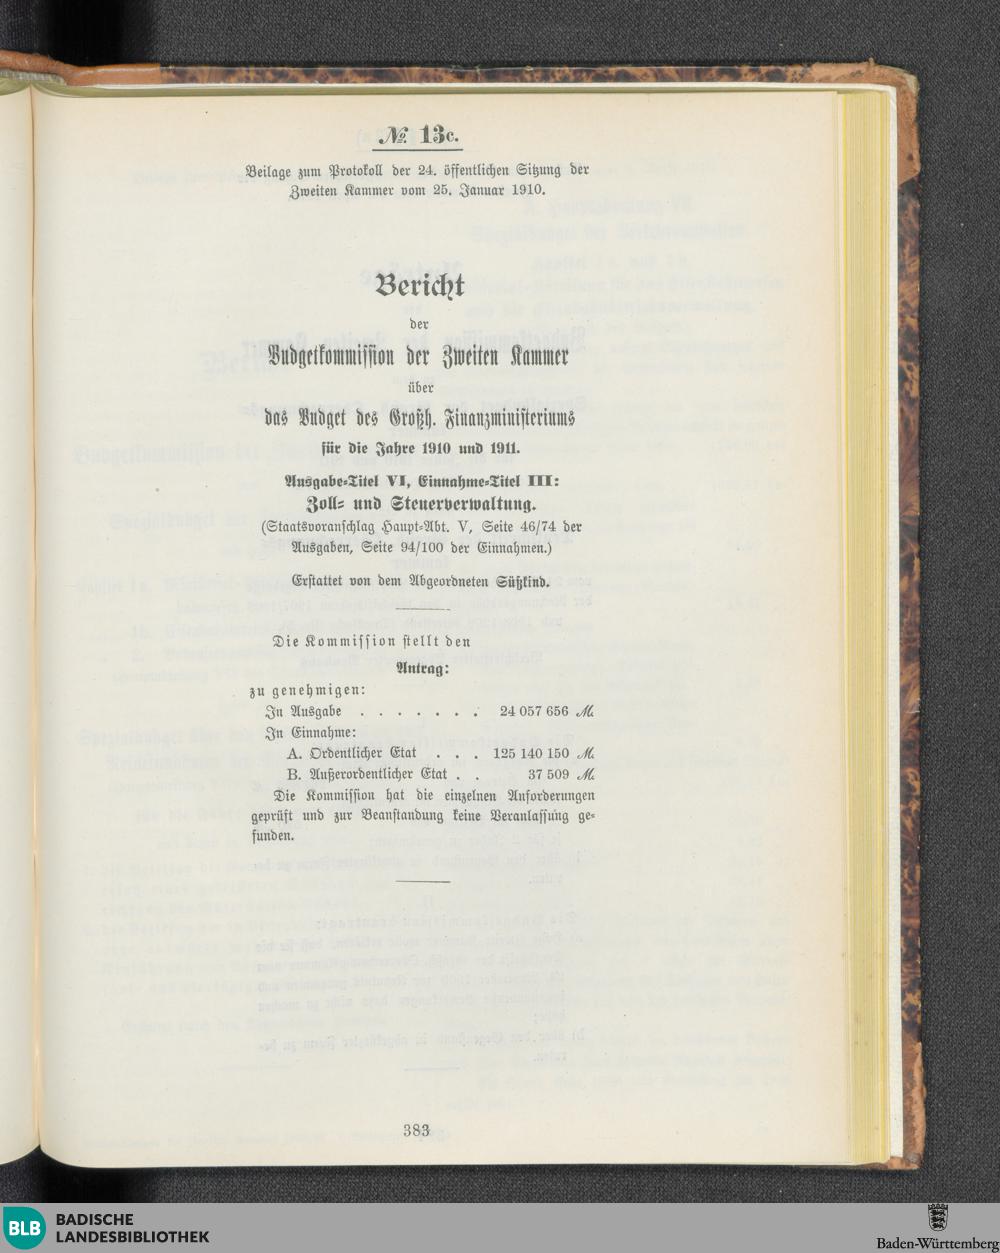 № 13c.
Beilage zum Protokoll der 24. öffentlichen Sitzung der
Zweiten Kammer vom 25. Januar 1910.
Bericht
der
Budgetkommission der Zweiten Kammer
über
das Budget des Großh. Finanzministeriums
für die Jahre 1910 und 1911.
Ausgabe-Titel VI, Einnahme-Titel III:
Zoll- und Steuerverwaltung.
(Staatsvoranschlag Haupt-Abt. V, Seite 46/74 der
Ausgaben, Seite 94/100 der Einnahmen.)
Erstattet von dem Abgeordneten Süßkind.
Die Kommission stellt den
Antrag:
zu genehmigen:
In Ausgabe . . . . . . . 24 057 656 ℳ
In Einnahme:
A. Ordentlicher Etat . . . . 125 140 150 ℳ
B. Außerordentlicher Etat . . 37 509 ℳ
Die Kommission hat die einzelnen Anforderungen
geprüft und zur Beanstandung keine Veranlassung ge-
funden.
383
BLB BADISCHE
LANDESBIBLIOTHEK
Baden-Württemberg